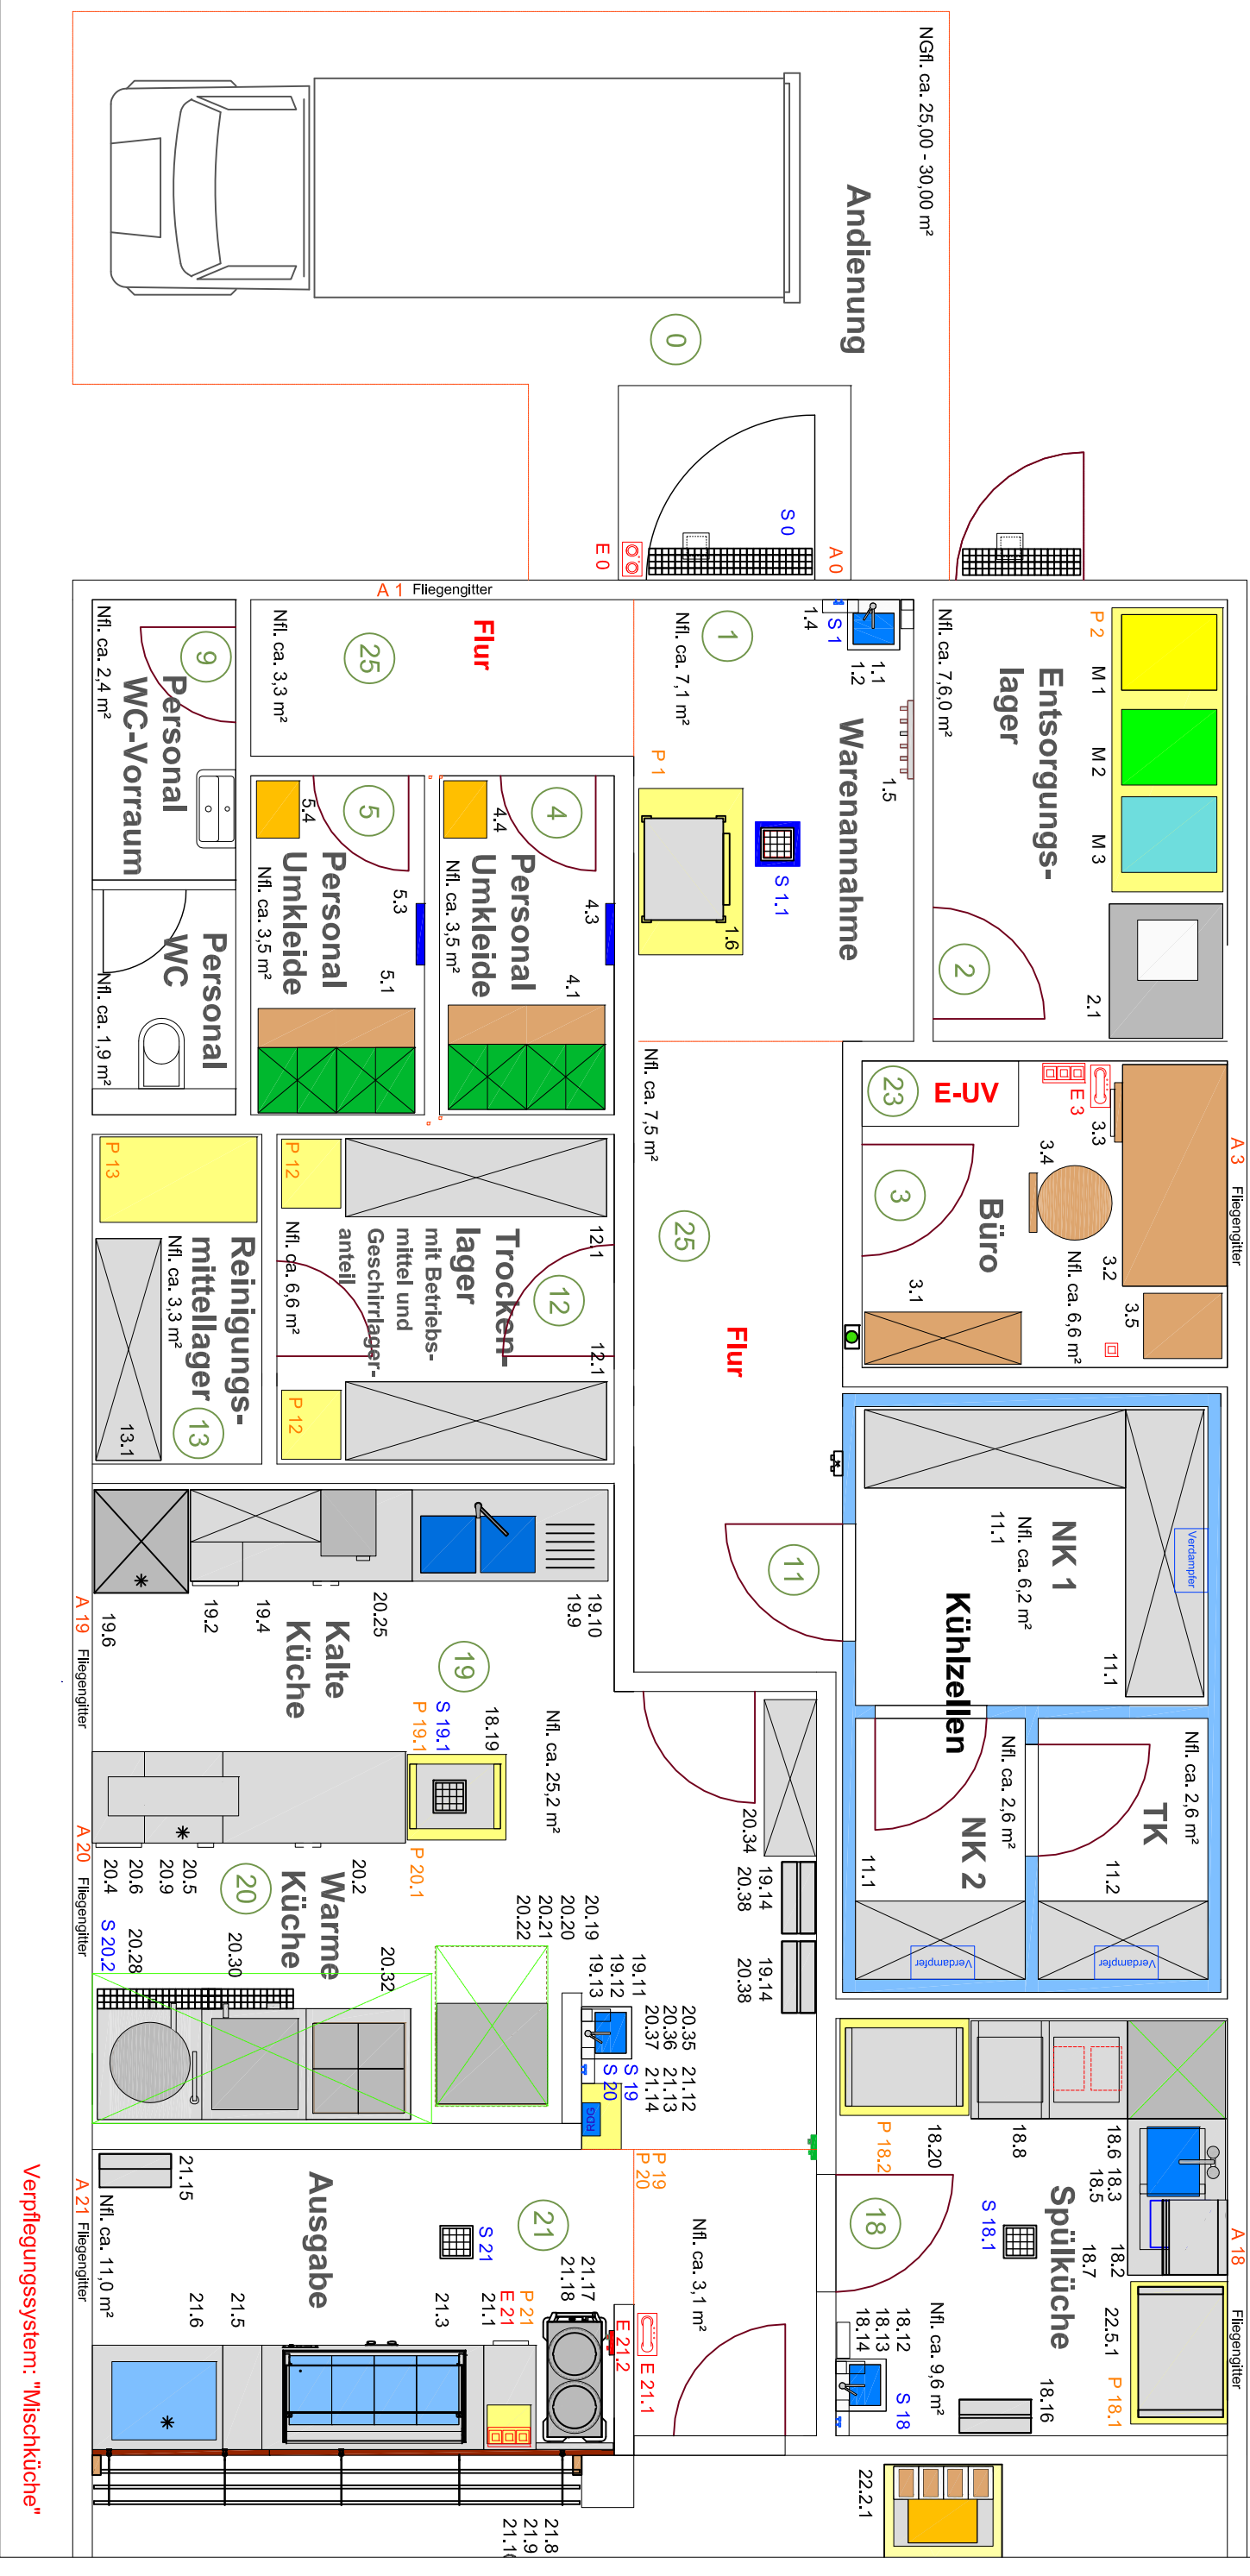 NGfl. ca. 25,00 - 30,00 m²
Andienung
0
S 0
E 0
A 0
A 1 Fliegengitter
P 2
M 1
M 2
M 3
Entsorgungs-
lager
Nfl. ca. 7,6,0 m²
2
2.1
1.1
1.2
S 1
1.4
1
Nfl. ca. 7,1 m²
Warenannahme
1.5
P 1
S 1.1
1.6
Flur
25
Nfl. ca. 3,3 m²
9
Personal
WC-Vorraum
Nfl. ca. 2,4 m²
Personal
WC
Nfl. ca. 1,9 m²
4
4.4
Personal
Umkleide
Nfl. ca. 3,5 m²
4.3
4.1
5
5.4
Personal
Umkleide
Nfl. ca. 3,5 m²
5.3
5.1
A 3 Fliegengitter
E 3
3.3
3.4
E-UV
23
3
Büro
3.2
Nfl. ca. 6,6 m²
3.5
3.1
Nfl. ca. 7,5 m²
25
Flur
P 12
12.1
12
Trocken-
lager
mit Betriebs-
mittel und
Geschirrlager-
anteil
Nfl. ca. 6,6 m²
12.1
P 12
P 13
Reinigungs-
mittellager
Nfl. ca. 3,3 m²
13
13.1
Verdampfer
NK 1
Nfl. ca. 6,2 m²
11.1
11.1
Kühlzellen
11
Nfl. ca. 2,6 m²
TK
11.2
Verdampfer
Nfl. ca. 2,6 m²
NK 2
11.1
Verdampfer
19.10
19.9
20.25
19.4
19.2
19.6
Kalte
Küche
19
A 19 Fliegengitter
18.19
S 19.1
P 19.1
Nfl. ca. 25,2 m²
P 20.1
20.34
19.14
20.38
19.14
20.38
20.2
20.5
20.9
20.6
20.4
A 20 Fliegengitter
Warme
Küche
20
20.32
20.30
20.28
S 20.2
20.19
20.20
20.21
20.22
19.11
19.12
19.13
20.35
20.36
20.37
21.12
21.13
21.14
S 19
S 20
RDG
P 19
P 20
18.20
P 18.2
18.8
18.6
18.3
18.5
18.2
18.7
S 18.1
Spülküche
18
A 18 Fliegengitter
22.5.1
P 18.1
18.12
18.13
18.14
S 18
Nfl. ca. 9,6 m²
18.16
22.2.1
Nfl. ca. 3,1 m²
21.15
A 21 Fliegengitter
Nfl. ca. 11,0 m²
Ausgabe
S 21
21
21.17
21.18
E 21.2
E 21.1
P 21
E 21
21.1
21.3
21.5
21.6
21.8
21.9
21.10
Verpflegungssystem: "Mischküche"